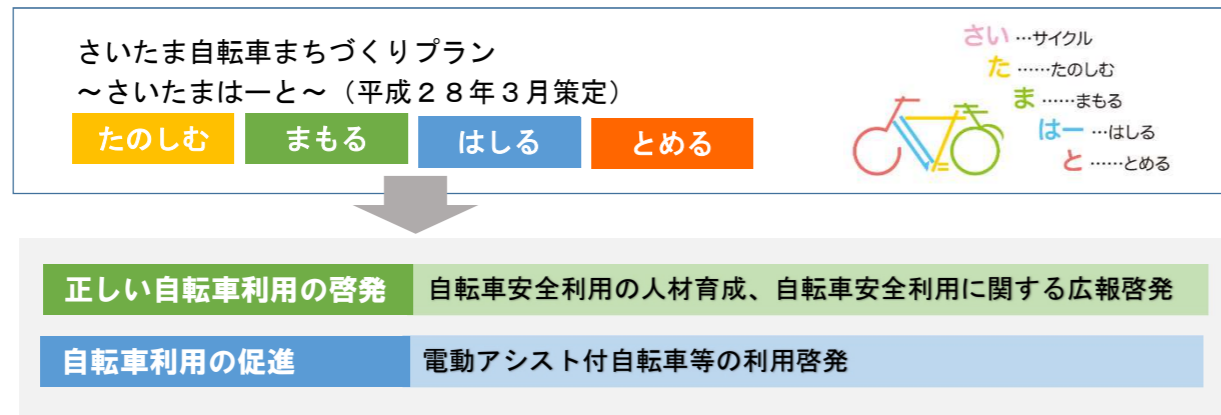 さいたま自転車まちづくりプラン
～さいたまはーと～（平成２８年３月策定）
たのしむ まもる はしる とめる
さい…サイクル
た……たのしむ
ま……まもる
はー…はしる
と……とめる
正しい自転車利用の啓発 自転車安全利用の人材育成、自転車安全利用に関する広報啓発
自転車利用の促進 電動アシスト付自転車等の利用啓発